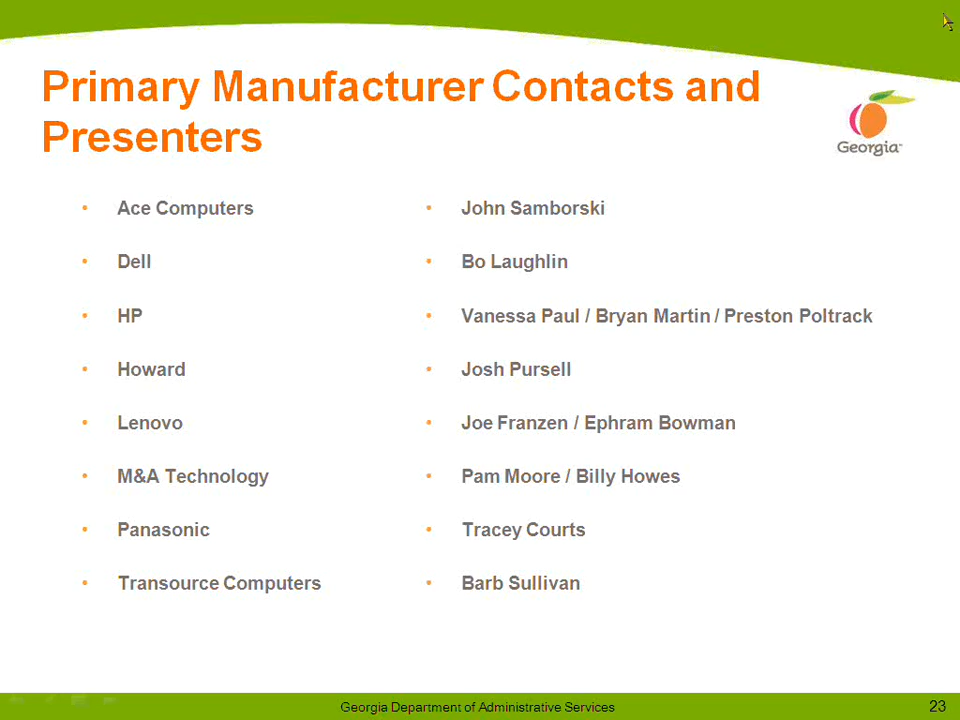 Primary Manufacturer Contacts and
Presenters
Georgia™
• Ace Computers
• John Samborski
• Dell
• Bo Laughlin
• HP
• Vanessa Paul / Bryan Martin / Preston Poltrack
• Howard
• Josh Pursell
• Lenovo
• Joe Franzen / Ephram Bowman
• M&A Technology
• Pam Moore / Billy Howes
• Panasonic
• Tracey Courts
• Transource Computers
• Barb Sullivan
Georgia Department of Administrative Services
23